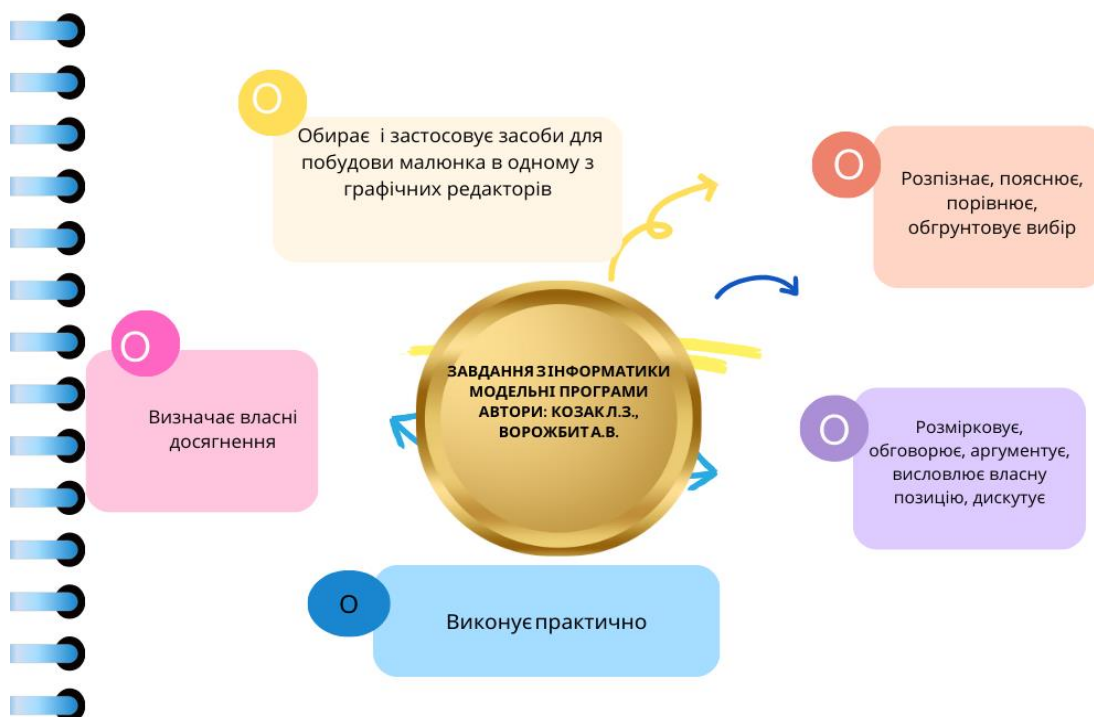 О
Обирає і застосовує засоби для
побудови малюнка в одному з
графічних редакторів
О
Розпізнає, пояснює,
порівнює,
обгрунтовує вибір
О
Визначає власні
досягнення
ЗАВДАННЯ З ІНФОРМАТИКИ
МОДЕЛЬНІ ПРОГРАМИ
АВТОРИ: КОЗАК Л.З.,
ВОРОЖБИТ А.В.
О
Розмірковує,
обговорює, аргументує,
висловлює власну
позицію, дискутує
О
Виконує практично